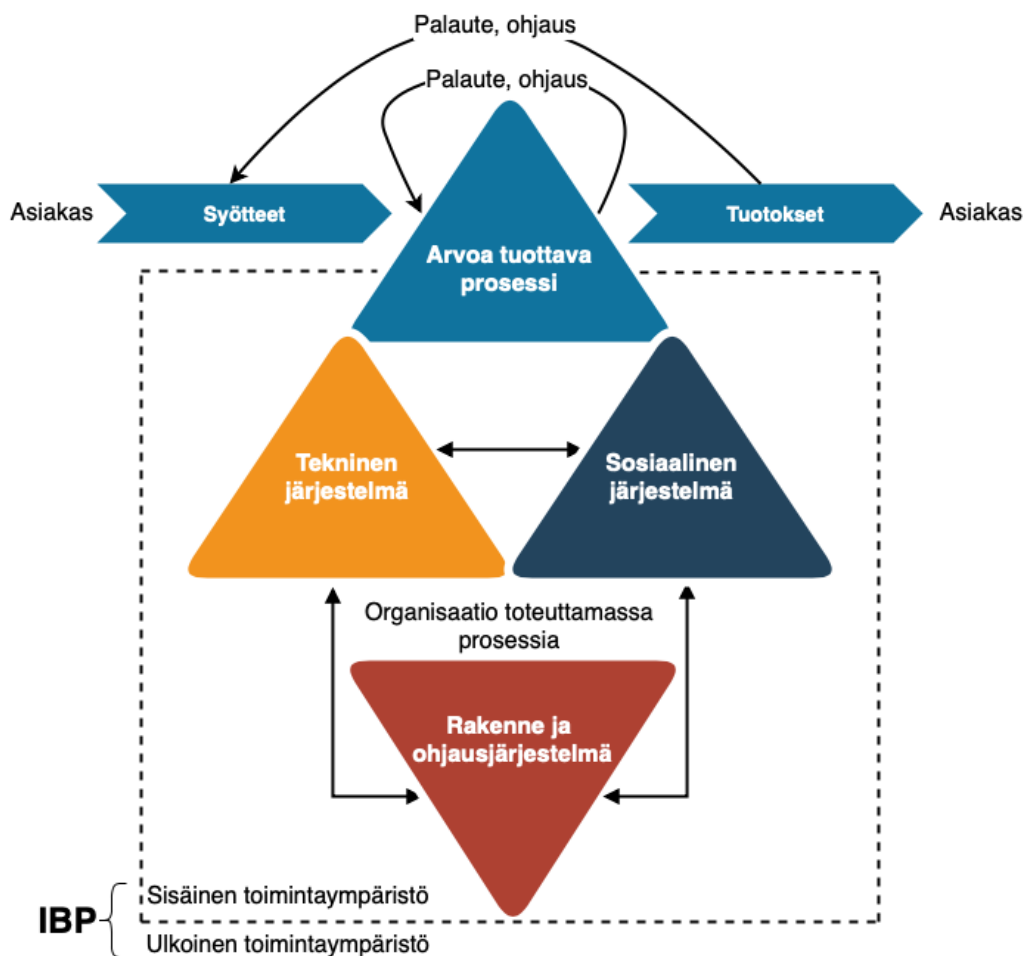 Palaute, ohjaus
Palaute, ohjaus
Asiakas
Syötteet
Tuotokset
Asiakas
Arvoa tuottava
prosessi
Tekninen
järjestelmä
Sosiaalinen
järjestelmä
Organisaatio toteuttamassa
prosessia
Rakenne ja
ohjausjärjestelmä
IBP
Sisäinen toimintaympäristö
Ulkoinen toimintaympäristö